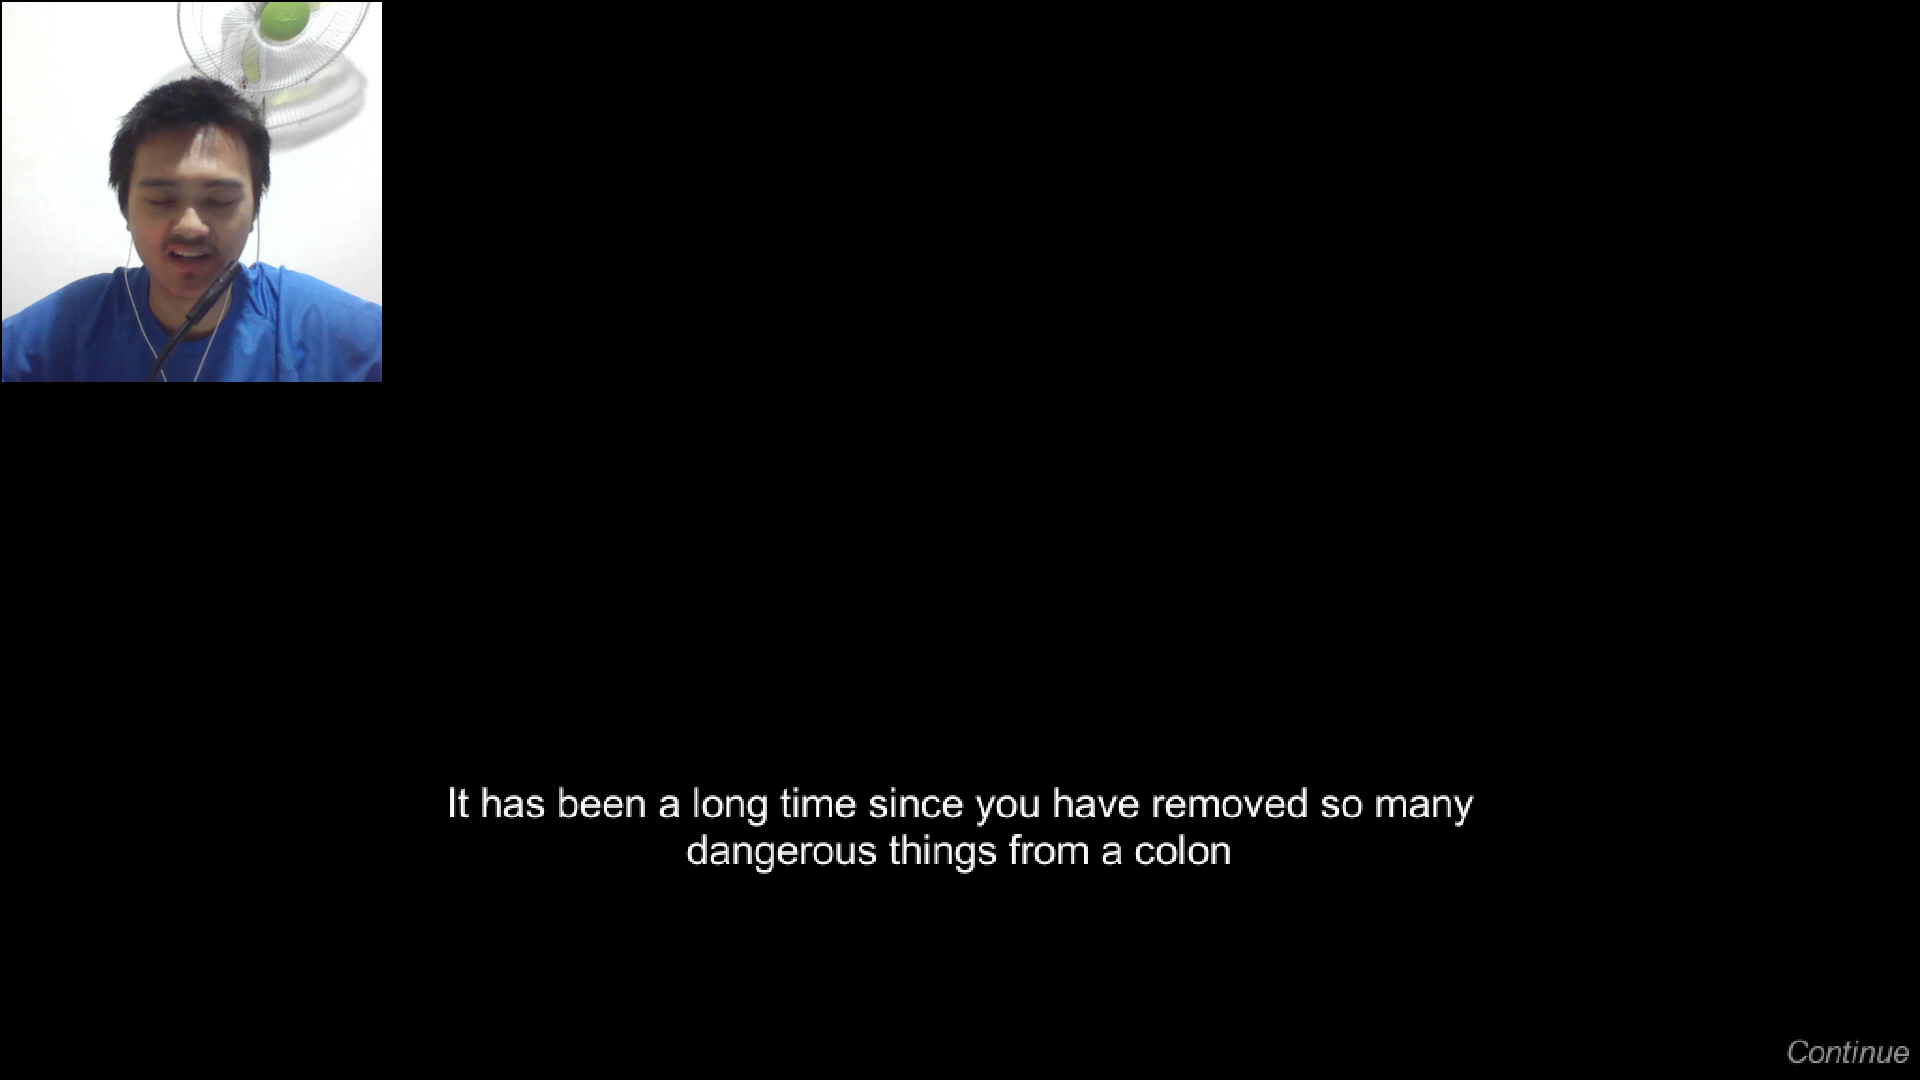 It has been a long time since you have removed so many
dangerous things from a colon
Continue